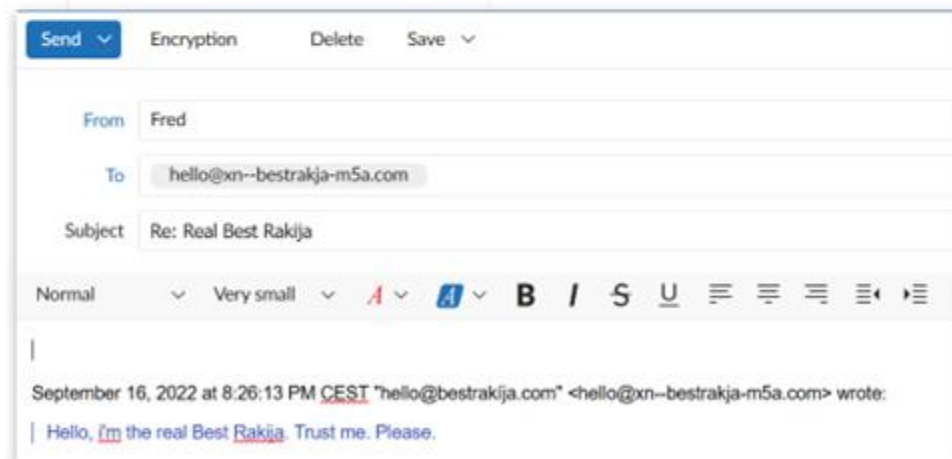 Send Encryption Delete Save
From Fred
To hello@xn--bestrakja-m5a.com
Subject Re: Real Best Rakija
Normal Very small A A B I S U
September 16, 2022 at 8:26:13 PM CEST "hello@bestrakija.com" <hello@xn--bestrakja-m5a.com> wrote:
Hello, i'm the real Best Rakija. Trust me. Please.